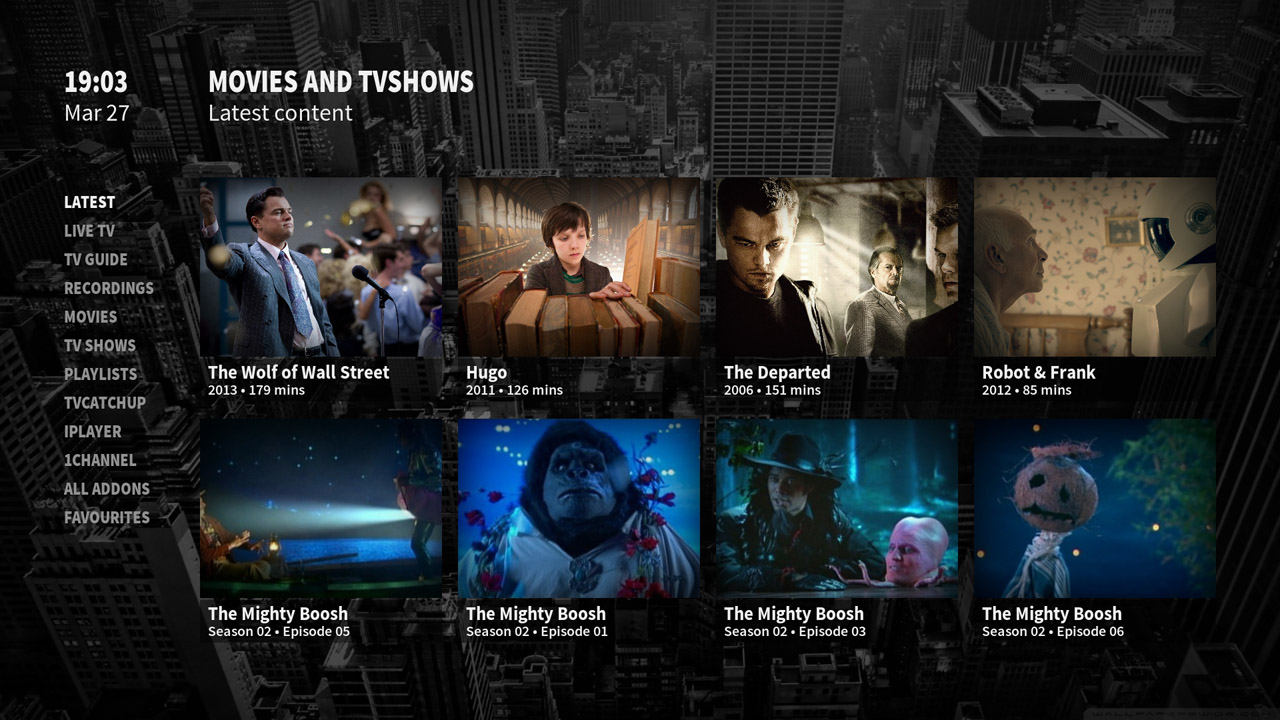 19:03
Mar 27
MOVIES AND TVSHOWS
Latest content
LATEST
LIVE TV
TV GUIDE
RECORDINGS
MOVIES
TV SHOWS
PLAYLISTS
TVCATCHUP
IPLAYER
1CHANNEL
ALL ADDONS
FAVOURITES
The Wolf of Wall Street
2013 • 179 mins
Hugo
2011 • 126 mins
The Departed
2006 • 151 mins
Robot & Frank
2012 • 85 mins
The Mighty Boosh
Season 02 • Episode 05
The Mighty Boosh
Season 02 • Episode 01
The Mighty Boosh
Season 02 • Episode 03
The Mighty Boosh
Season 02 • Episode 06